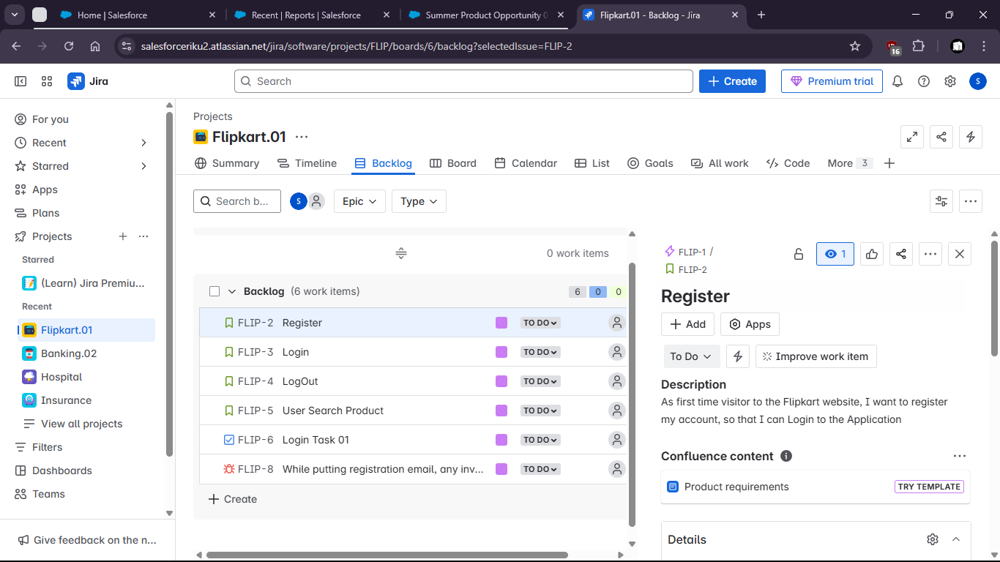 Home | Salesforce
Recent | Reports | Salesforce
Summer Product Opportunity
Flipkart.01 - Backlog - Jira
salesforceriku2.atlassian.net/jira/software/projects/FLIP/boards/6/backlog?selectedIssue=FLIP-2
16
Jira
Search
Create
Premium trial
S
For you
Recent
Starred
Apps
Plans
Projects
Starred
(Learn) Jira Premiu...
Recent
Flipkart.01
Banking.02
Hospital
Insurance
View all projects
Filters
Dashboards
Teams
Give feedback on the n...
Projects
Flipkart.01
Summary
Timeline
Backlog
Board
Calendar
List
Goals
All work
Code
More 3
Search b...
S
Epic
Type
0 work items
Backlog (6 work items)
6 0 0
FLIP-2 Register TO DO
FLIP-3 Login TO DO
FLIP-4 LogOut TO DO
FLIP-5 User Search Product TO DO
FLIP-6 Login Task 01 TO DO
FLIP-8 While putting registration email, any inv... TO DO
Create
FLIP-1 /
FLIP-2
1
Register
Add
Apps
To Do
Improve work item
Description
As first time visitor to the Flipkart website, I want to register
my account, so that I can Login to the Application
Confluence content
Product requirements
TRY TEMPLATE
Details